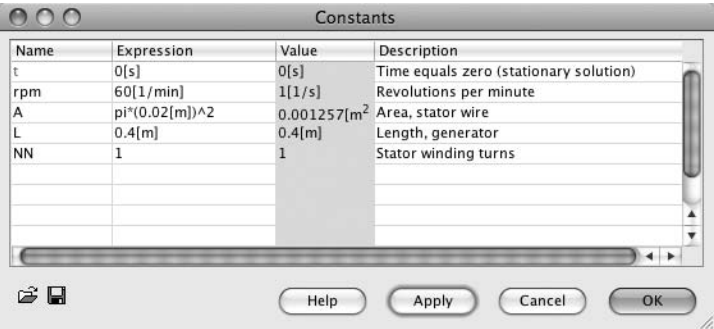 Constants
Name Expression Value Description
t 0[s] 0[s] Time equals zero (stationary solution)
rpm 60[1/min] 1[1/s] Revolutions per minute
A pi*(0.02[m])^2 0.001257[m² Area, stator wire
L 0.4[m] 0.4[m] Length, generator
NN 1 1 Stator winding turns
Help Apply Cancel OK